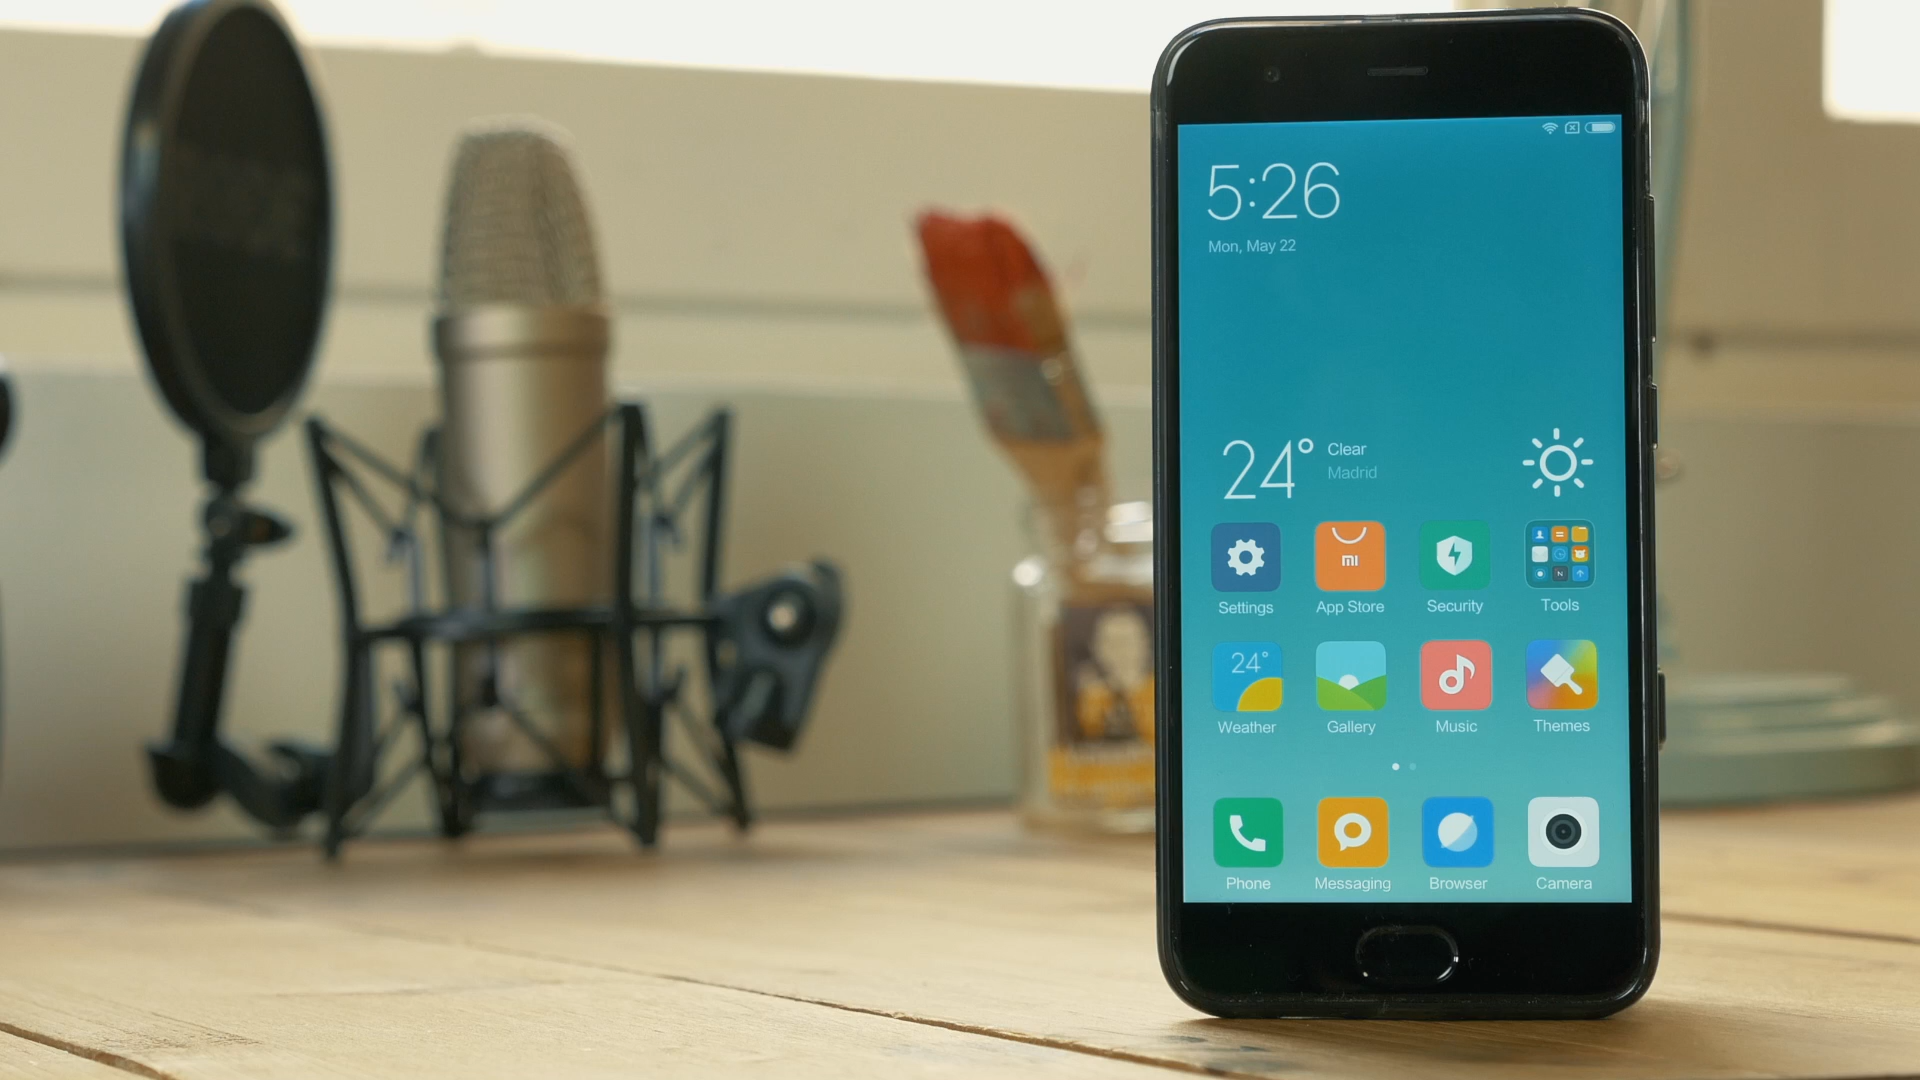 5:26
Mon, May 22
24°
Clear
Madrid
mi
Settings
App Store
Security
Tools
24°
Weather
Gallery
Music
Themes
Phone
Messaging
Browser
Camera